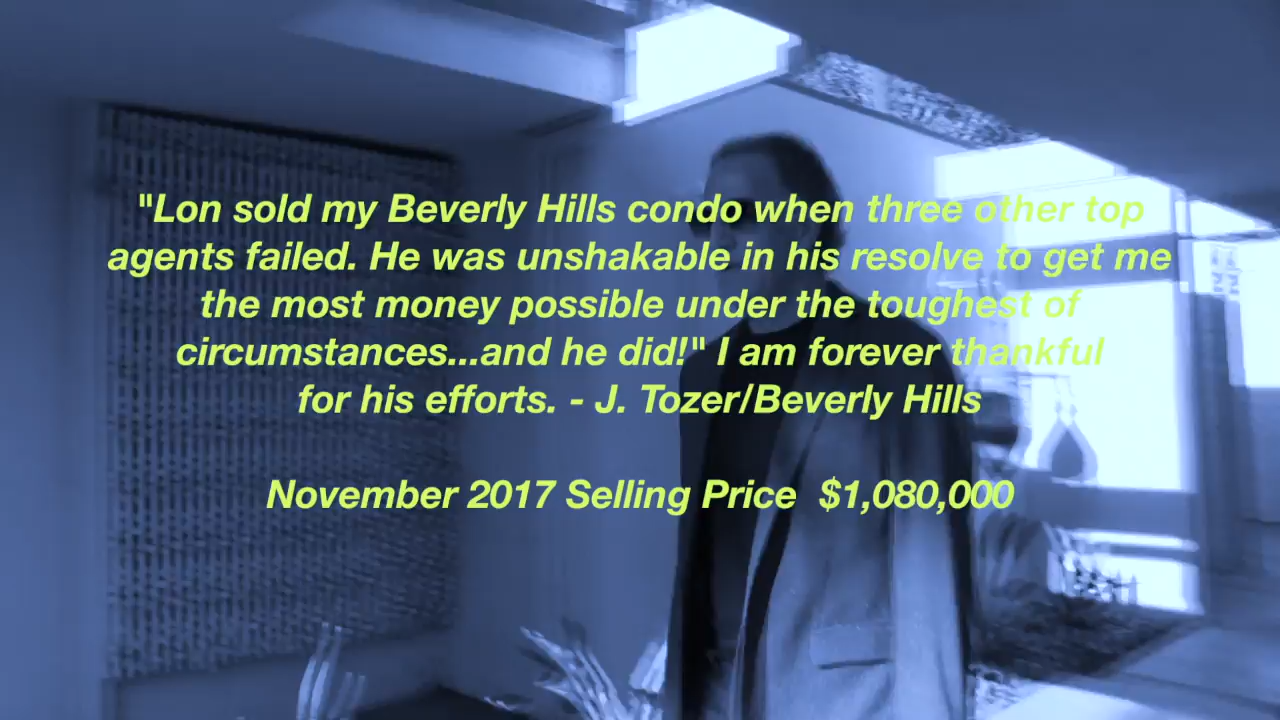 "Lon sold my Beverly Hills condo when three other top
agents failed. He was unshakable in his resolve to get me
the most money possible under the toughest of
circumstances...and he did!" I am forever thankful
for his efforts. - J. Tozer/Beverly Hills
November 2017 Selling Price $1,080,000